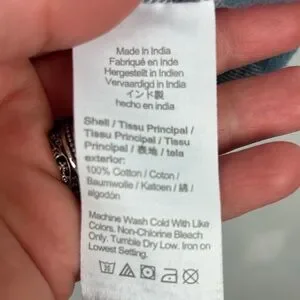 Made in India
Fabriqué en Inde
Hergestellt in Indien
Vervaardigd in India
インド製
hecho en india
Shell / Tissu Principal /
Tissu Principal / Tissu
Principal / 表地 / tela
exterior:
100% Cotton / Coton /
Baumwolle / Katoen / 綿 /
algodón
Machine Wash Cold With Like
Colors. Non-Chlorine Bleach
Only. Tumble Dry Low. Iron on
Lowest Setting.